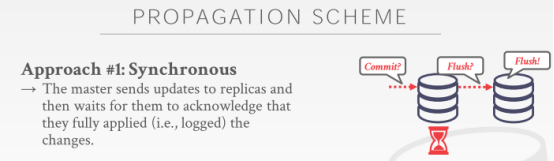 PROPAGATION SCHEME
Approach #1: Synchronous
→ The master sends updates to replicas and
then waits for them to acknowledge that
they fully applied (i.e., logged) the
changes.
Commit?
Flush?
Flush!